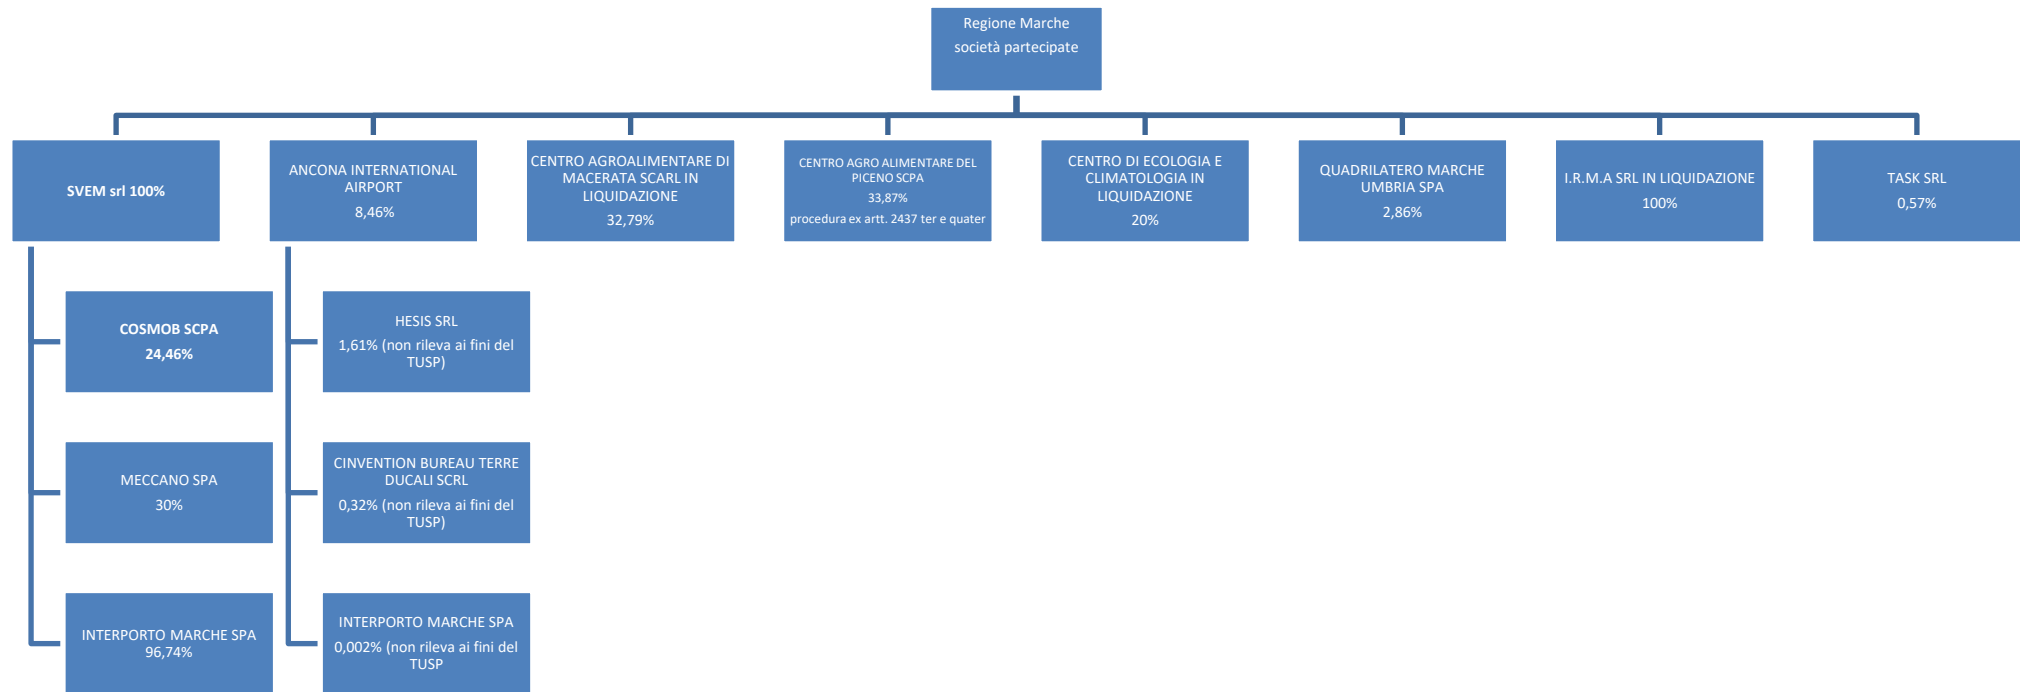 Regione Marche
società partecipate
SVEM srl 100%
ANCONA INTERNATIONAL
AIRPORT
8,46%
CENTRO AGROALIMENTARE DI
MACERATA SCARL IN
LIQUIDAZIONE
32,79%
CENTRO AGRO ALIMENTARE DEL
PICENO SCPA
33,87%
procedura ex artt. 2437 ter e quater
CENTRO DI ECOLOGIA E
CLIMATOLOGIA IN
LIQUIDAZIONE
20%
QUADRILATERO MARCHE
UMBRIA SPA
2,86%
I.R.M.A SRL IN LIQUIDAZIONE
100%
TASK SRL
0,57%
COSMOB SCPA
24,46%
HESIS SRL
1,61% (non rileva ai fini del
TUSP)
MECCANO SPA
30%
CINVENTION BUREAU TERRE
DUCALI SCRL
0,32% (non rileva ai fini del
TUSP)
INTERPORTO MARCHE SPA
96,74%
INTERPORTO MARCHE SPA
0,002% (non rileva ai fini del
TUSP